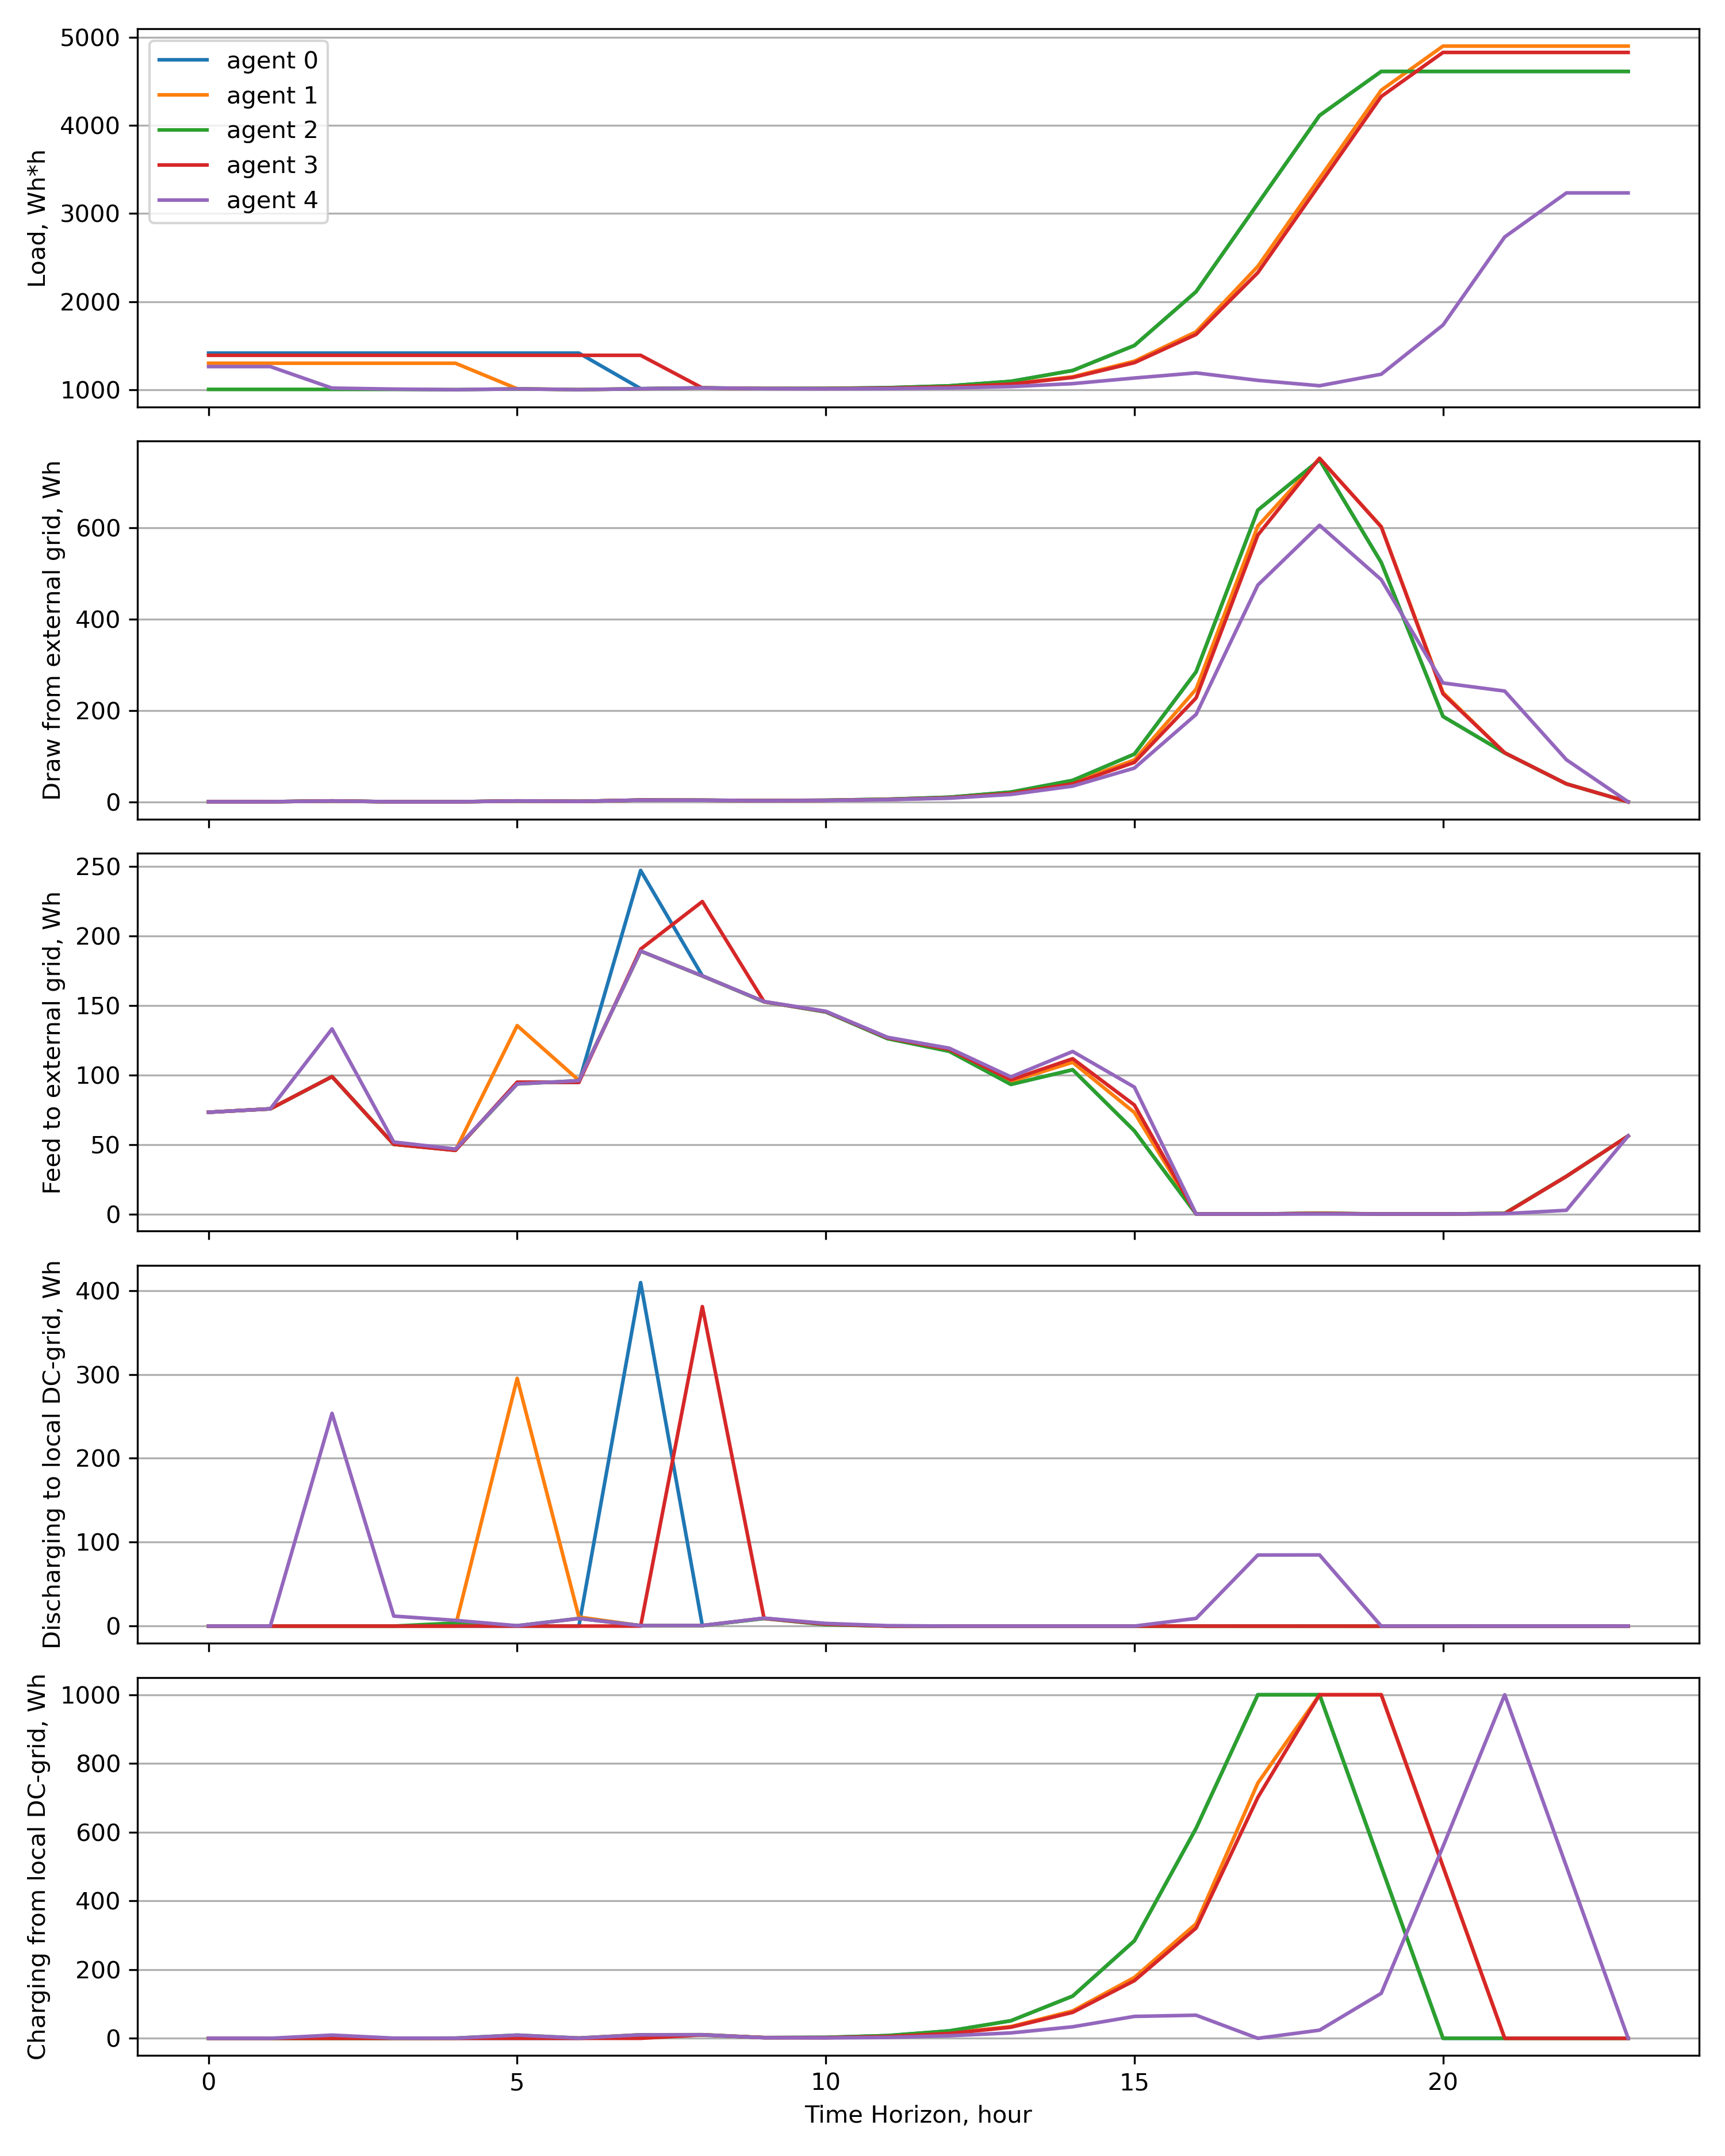 Load, Wh*h
5000
4000
3000
2000
1000
agent 0
agent 1
agent 2
agent 3
agent 4
Draw from external grid, Wh
600
400
200
0
Feed to external grid, Wh
250
200
150
100
50
0
Discharging to local DC-grid, Wh
400
300
200
100
0
Charging from local DC-grid, Wh
1000
800
600
400
200
0
0 5 10 15 20
Time Horizon, hour